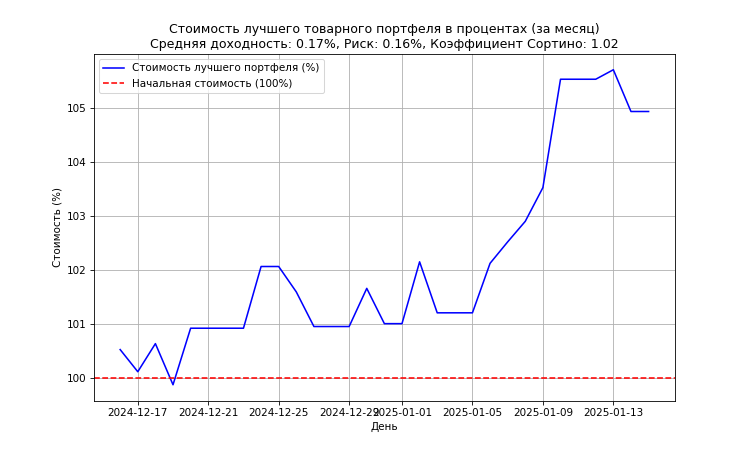 Стоимость лучшего товарного портфеля в процентах (за месяц)
Средняя доходность: 0.17%, Риск: 0.16%, Коэффициент Сортино: 1.02
Стоимость лучшего портфеля (%)
Начальная стоимость (100%)
Стоимость (%)
105
104
103
102
101
100
2024-12-17 2024-12-21 2024-12-25 2024-12-29 2025-01-01 2025-01-05 2025-01-09 2025-01-13
День